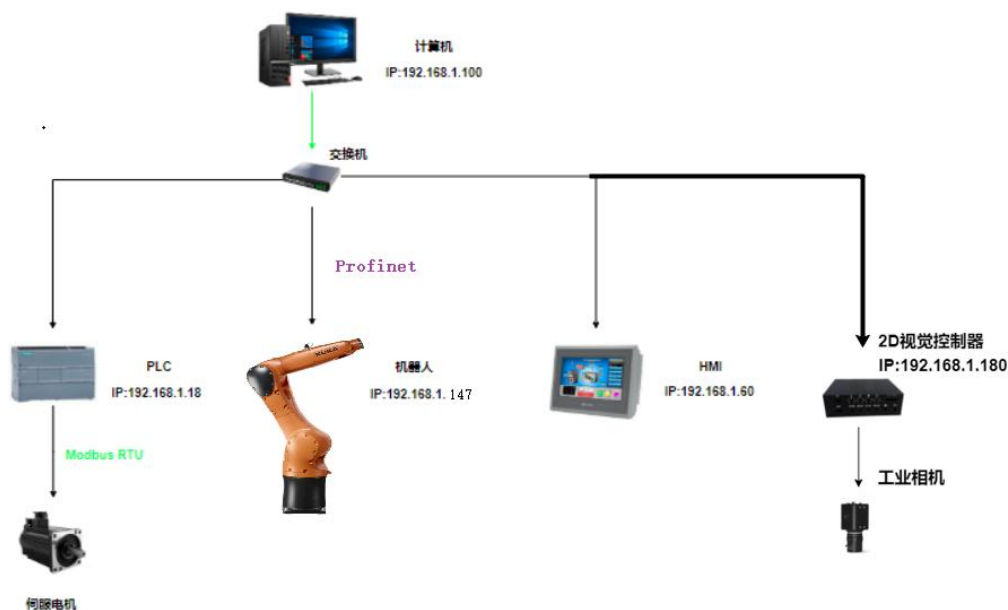 计算机
IP:192.168.1.100
交换机
Profinet
2D视觉控制器
IP:192.168.1.180
PLC
IP:192.168.1.18
机器人
IP:192.168.1.147
HMI
IP:192.168.1.60
Modbus RTU
工业相机
伺服电机